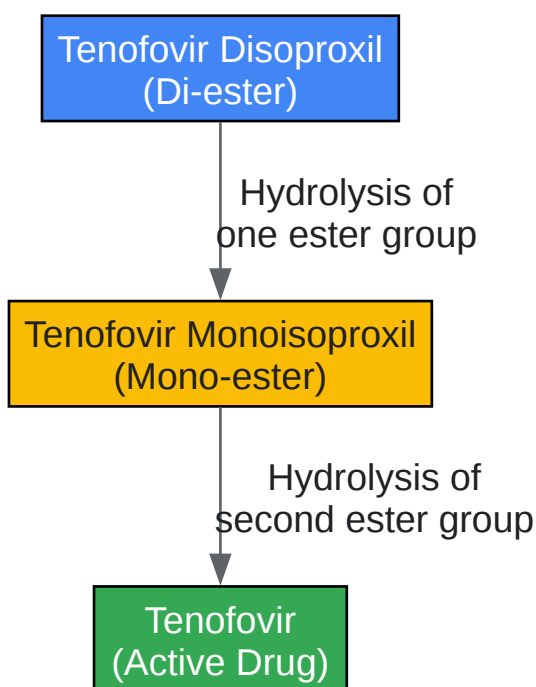 Tenofovir Disoproxil
(Di-ester)
Hydrolysis of
one ester group
Tenofovir Monoisoproxil
(Mono-ester)
Hydrolysis of
second ester group
Tenofovir
(Active Drug)